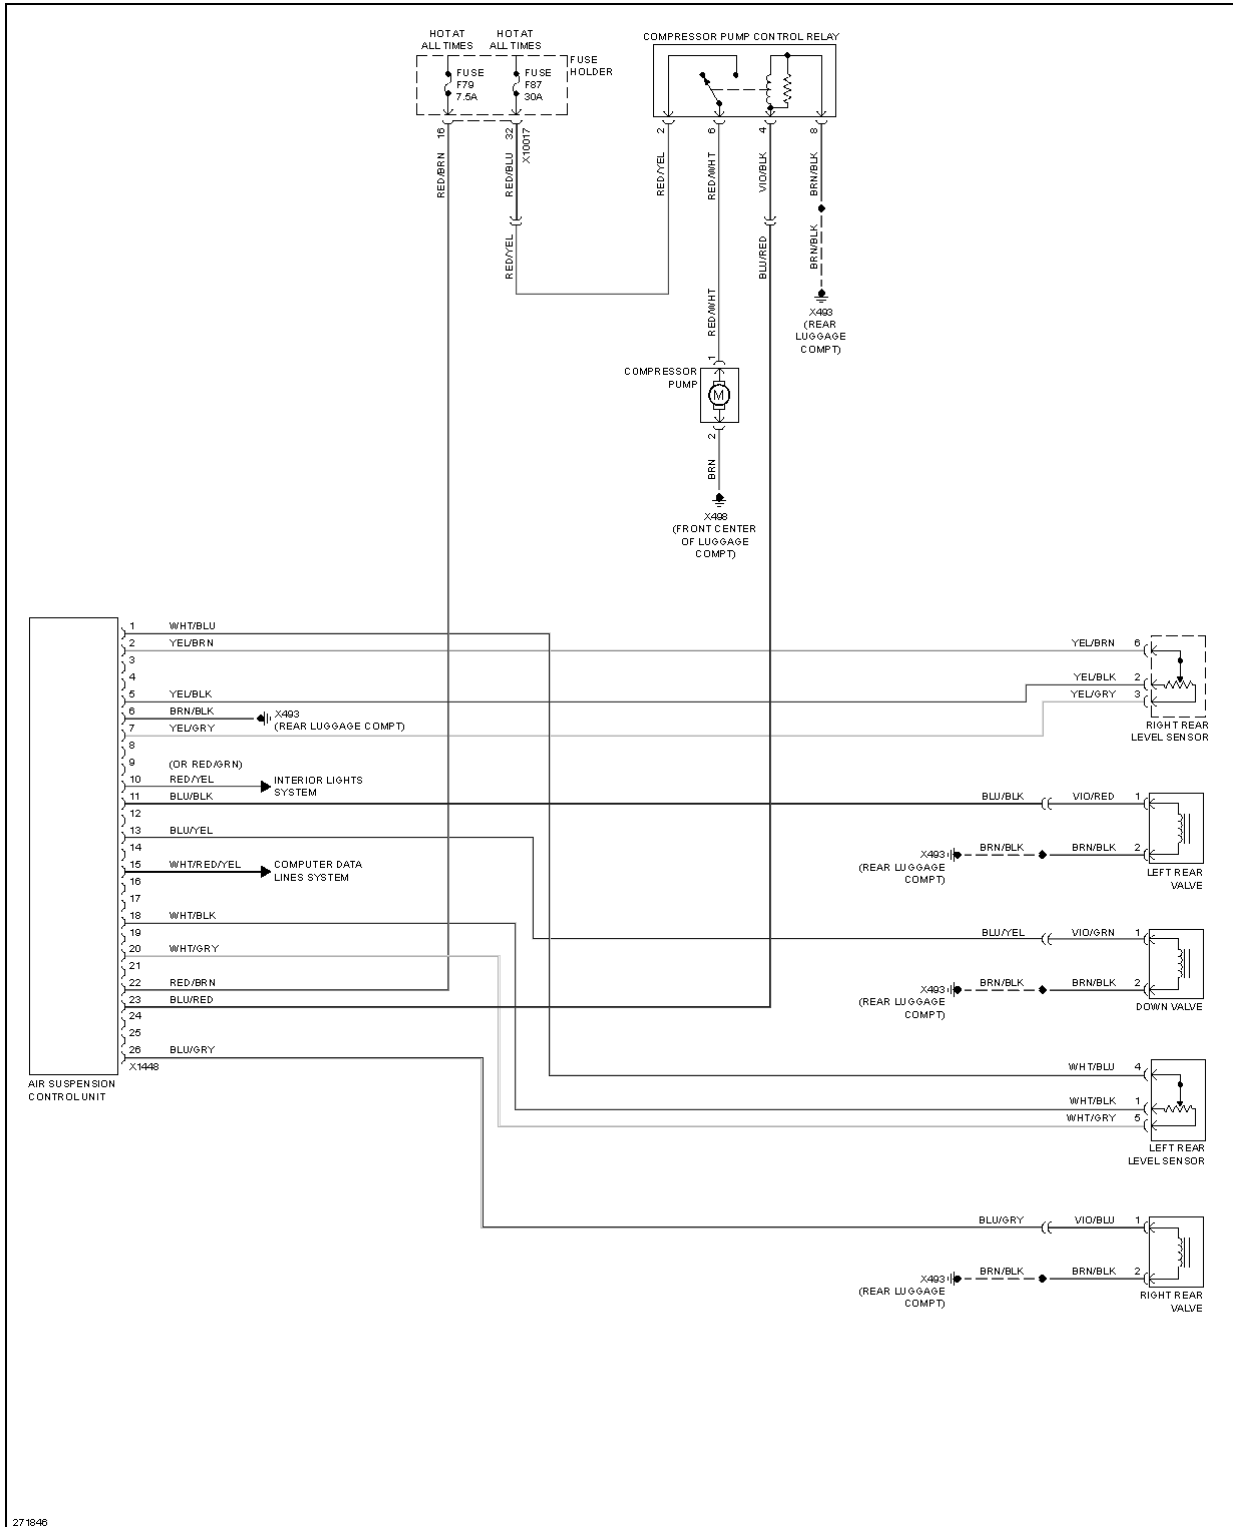 HOT AT
ALL TIMES
HOT AT
ALL TIMES
FUSE
F79
7.5A
FUSE
F87
30A
FUSE
HOLDER
16
32
X10017
RED/BRN
RED/BLU
RED/YEL
COMPRESSOR PUMP CONTROL RELAY
2
6
4
8
RED/YEL
RED/WHT
VIO/BLK
BRN/BLK
RED/WHT
BLU/RED
BRN/BLK
X493
(REAR
LUGGAGE
COMPT)
1
COMPRESSOR
PUMP
M
2
BRN
X498
(FRONT CENTER
OF LUGGAGE
COMPT)
1 WHT/BLU
2 YEL/BRN
3
4
5 YEL/BLK
6 BRN/BLK
X493
(REAR LUGGAGE COMPT)
7 YEL/GRY
8
9 (OR RED/GRN)
10 RED/YEL
INTERIOR LIGHTS
SYSTEM
11 BLU/BLK
12
13 BLU/YEL
14
15 WHT/RED/YEL
COMPUTER DATA
LINES SYSTEM
16
17
18 WHT/BLK
19
20 WHT/GRY
21
22 RED/BRN
23 BLU/RED
24
25
26 BLU/GRY
X1448
AIR SUSPENSION
CONTROL UNIT
YEL/BRN 6
YEL/BLK 2
YEL/GRY 3
RIGHT REAR
LEVEL SENSOR
BLU/BLK VIO/RED 1
X493 BRN/BLK BRN/BLK 2
(REAR LUGGAGE
COMPT)
LEFT REAR
VALVE
BLU/YEL VIO/GRN 1
X493 BRN/BLK BRN/BLK 2
(REAR LUGGAGE
COMPT)
DOWN VALVE
WHT/BLU 4
WHT/BLK 1
WHT/GRY 5
LEFT REAR
LEVEL SENSOR
BLU/GRY VIO/BLU 1
X493 BRN/BLK BRN/BLK 2
(REAR LUGGAGE
COMPT)
RIGHT REAR
VALVE
271846